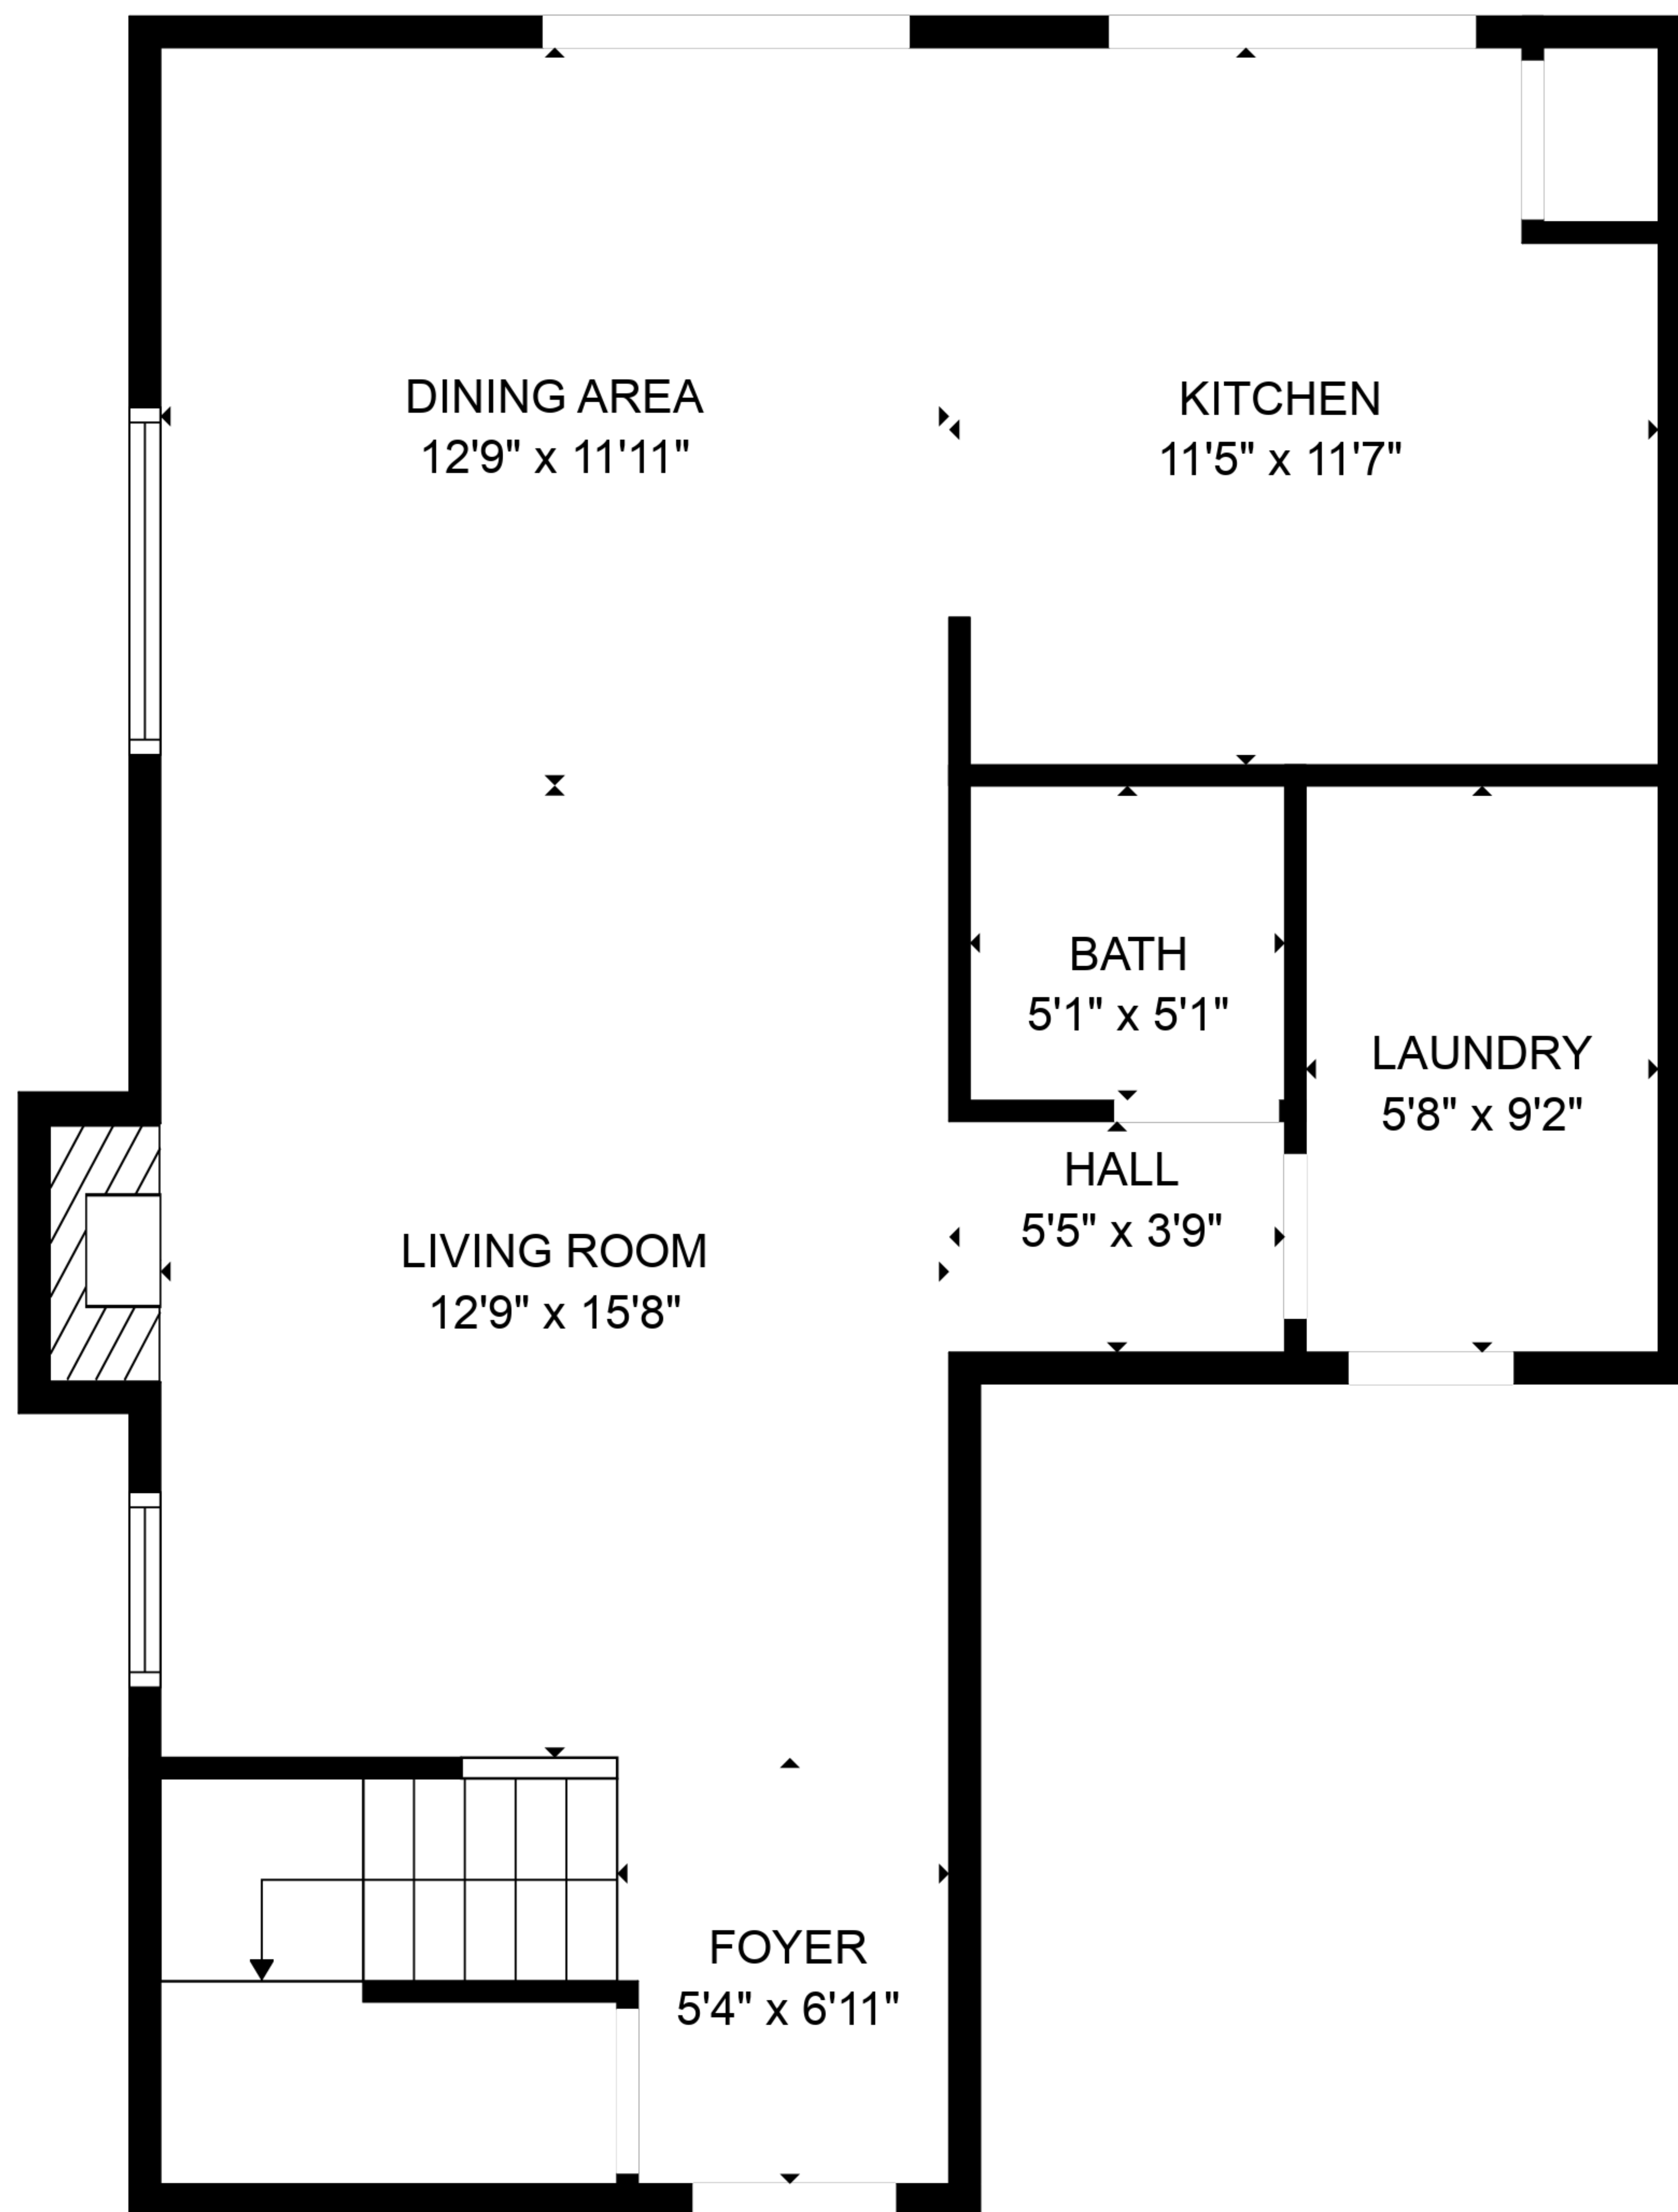 DINING AREA
12'9" x 11'11"
KITCHEN
11'5" x 11'7"
BATH
5'1" x 5'1"
LAUNDRY
5'8" x 9'2"
HALL
5'5" x 3'9"
LIVING ROOM
12'9" x 15'8"
FOYER
5'4" x 6'11"